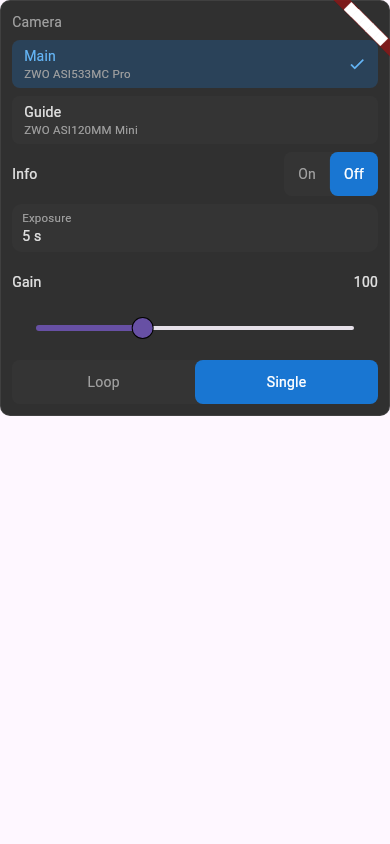 Camera
Main
ZWO ASI533MC Pro
Guide
ZWO ASI120MM Mini
Info
On
Off
Exposure
5 s
Gain
100
Loop
Single